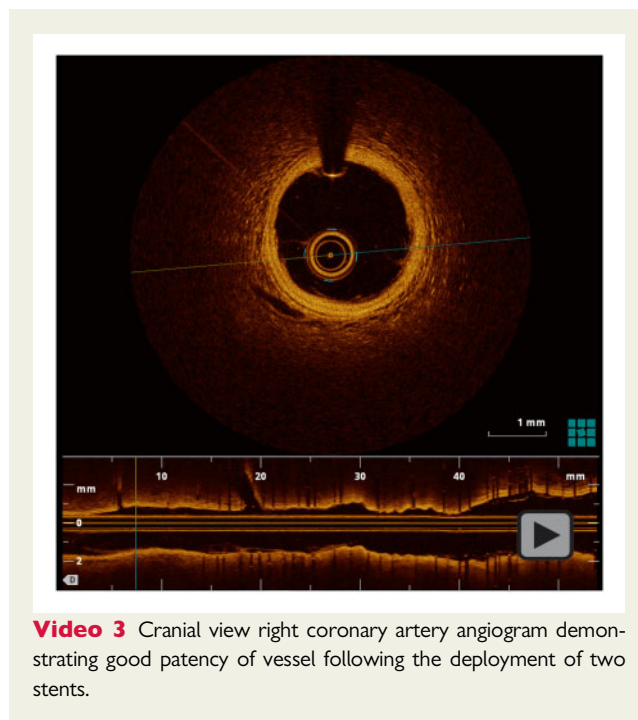 1 mm
10 20 30 40 mm
mm
0
2
D
Video 3 Cranial view right coronary artery angiogram demon-
strating good patency of vessel following the deployment of two
stents.